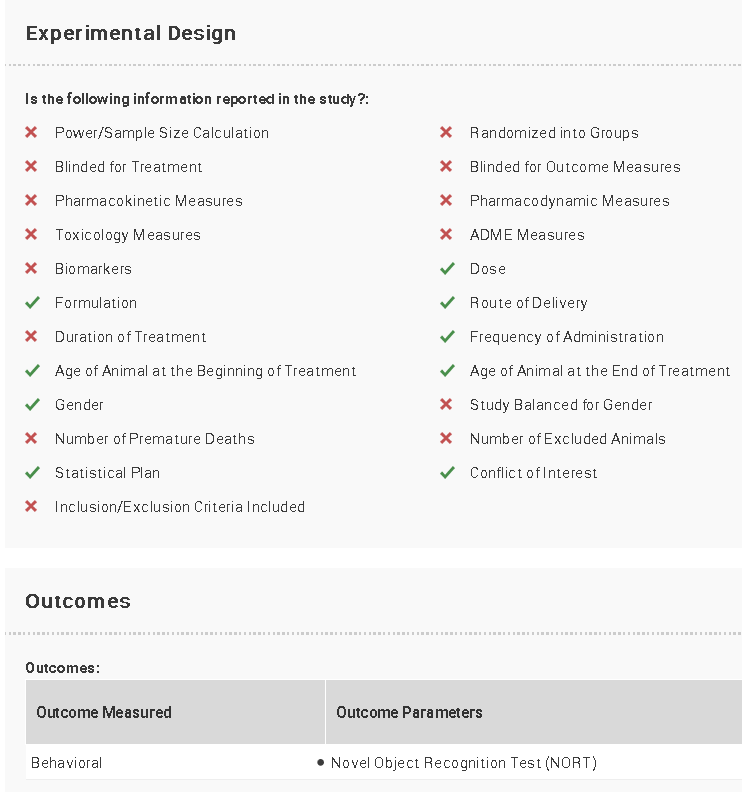 Experimental Design
Is the following information reported in the study?:
Power/Sample Size Calculation Randomized into Groups
Blinded for Treatment Blinded for Outcome Measures
Pharmacokinetic Measures Pharmacodynamic Measures
Toxicology Measures ADME Measures
Biomarkers Dose
Formulation Route of Delivery
Duration of Treatment Frequency of Administration
Age of Animal at the Beginning of Treatment Age of Animal at the End of Treatment
Gender Study Balanced for Gender
Number of Premature Deaths Number of Excluded Animals
Statistical Plan Conflict of Interest
Inclusion/Exclusion Criteria Included
Outcomes
Outcomes:
Outcome Measured Outcome Parameters
Behavioral • Novel Object Recognition Test (NORT)